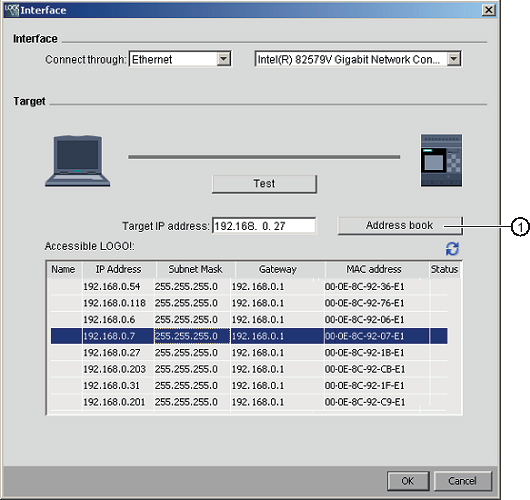 Interface
Interface
Connect through: Ethernet Intel(R) 82579V Gigabit Network Con...
Target
Test
Target IP address: 192.168. 0. 27 Address book 1
Accessible LOGO!:
Name IP Address Subnet Mask Gateway MAC address Status
192.168.0.54 255.255.255.0 192.168.0.1 00-0E-8C-92-36-E1
192.168.0.118 255.255.255.0 192.168.0.1 00-0E-8C-92-76-E1
192.168.0.6 255.255.255.0 192.168.0.1 00-0E-8C-92-06-E1
192.168.0.7 255.255.255.0 192.168.0.1 00-0E-8C-92-07-E1
192.168.0.27 255.255.255.0 192.168.0.1 00-0E-8C-92-1B-E1
192.168.0.203 255.255.255.0 192.168.0.1 00-0E-8C-92-CB-E1
192.168.0.31 255.255.255.0 192.168.0.1 00-0E-8C-92-1F-E1
192.168.0.201 255.255.255.0 192.168.0.1 00-0E-8C-92-C9-E1
OK Cancel